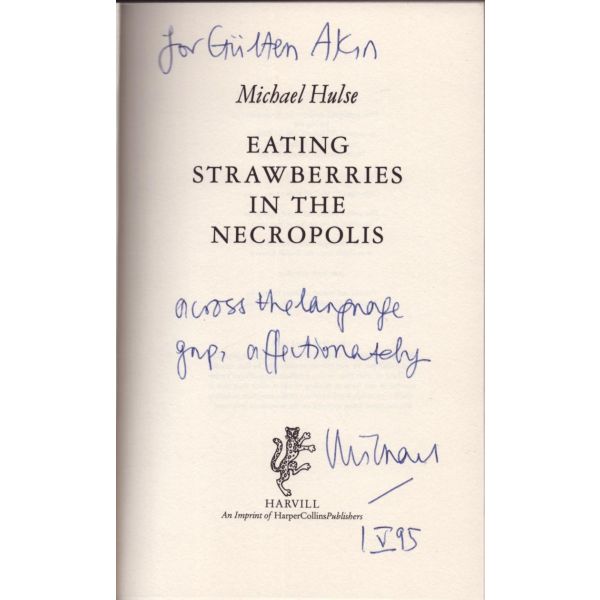 for Gülten Akın
Michael Hulse
EATING
STRAWBERRIES
IN THE
NECROPOLIS
across the language
gap, affectionately
Michael
HARVILL
An Imprint of HarperCollinsPublishers
1 V 95